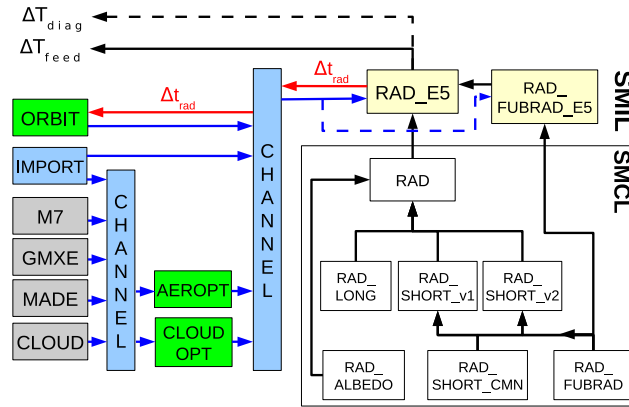 ΔT_diag
ΔT_feed
Δt_rad
Δt_rad
RAD_E5
RAD_
FUBRAD_E5
SMIL
SMCL
ORBIT
IMPORT
CHANNEL
CHANNEL
M7
GMXE
MADE
CLOUD
AEROPT
CLOUD
OPT
RAD
RAD_
LONG
RAD_
SHORT_v1
RAD_
SHORT_v2
RAD_
ALBEDO
RAD_
SHORT_CMN
RAD_
FUBRAD